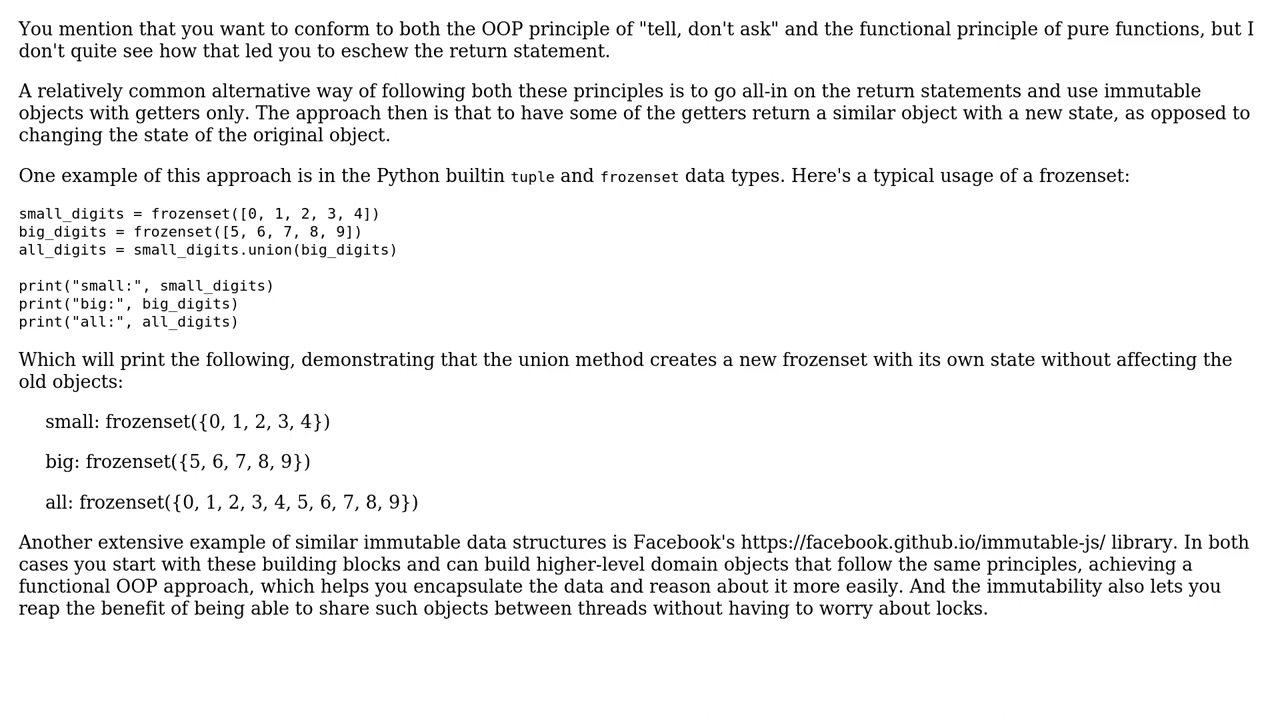 You mention that you want to conform to both the OOP principle of "tell, don't ask" and the functional principle of pure functions, but I
don't quite see how that led you to eschew the return statement.
A relatively common alternative way of following both these principles is to go all-in on the return statements and use immutable
objects with getters only. The approach then is that to have some of the getters return a similar object with a new state, as opposed to
changing the state of the original object.
One example of this approach is in the Python builtin tuple and frozenset data types. Here's a typical usage of a frozenset:
small_digits = frozenset([0, 1, 2, 3, 4])
big_digits = frozenset([5, 6, 7, 8, 9])
all_digits = small_digits.union(big_digits)
print("small:", small_digits)
print("big:", big_digits)
print("all:", all_digits)
Which will print the following, demonstrating that the union method creates a new frozenset with its own state without affecting the
old objects:
small: frozenset({0, 1, 2, 3, 4})
big: frozenset({5, 6, 7, 8, 9})
all: frozenset({0, 1, 2, 3, 4, 5, 6, 7, 8, 9})
Another extensive example of similar immutable data structures is Facebook's https://facebook.github.io/immutable-js/ library. In both
cases you start with these building blocks and can build higher-level domain objects that follow the same principles, achieving a
functional OOP approach, which helps you encapsulate the data and reason about it more easily. And the immutability also lets you
reap the benefit of being able to share such objects between threads without having to worry about locks.